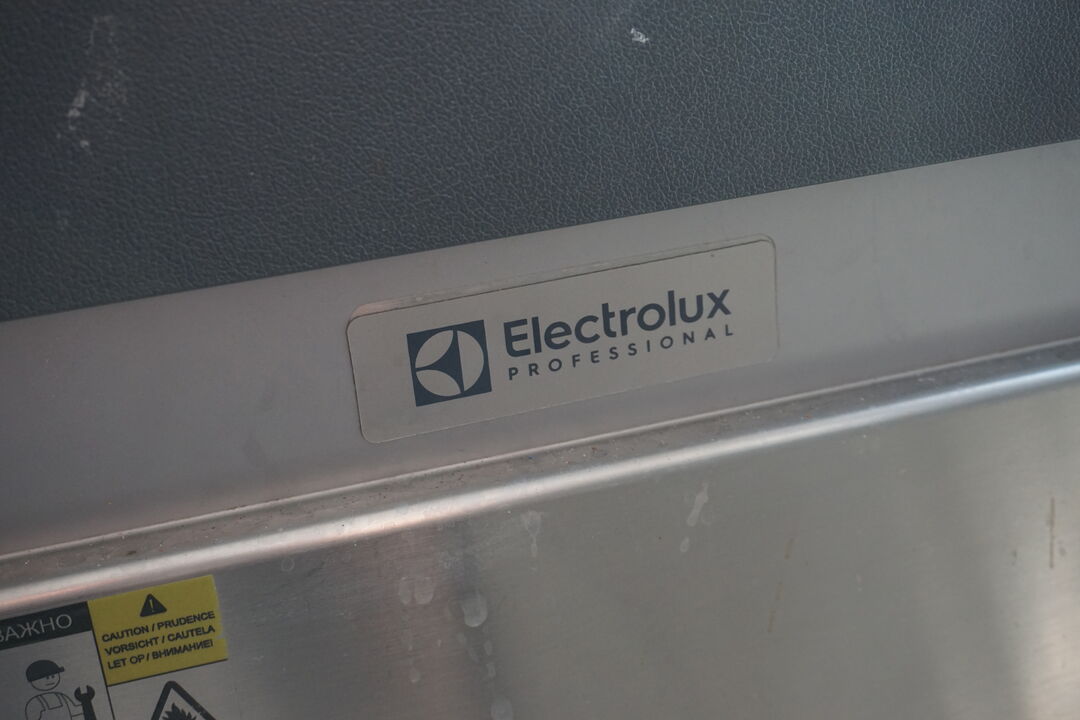 Electrolux
PROFESSIONAL
ВАЖНО
CAUTION / PRUDENCE
VORSICHT / CAUTELA
LET OP / ВНИМАНИЕ!